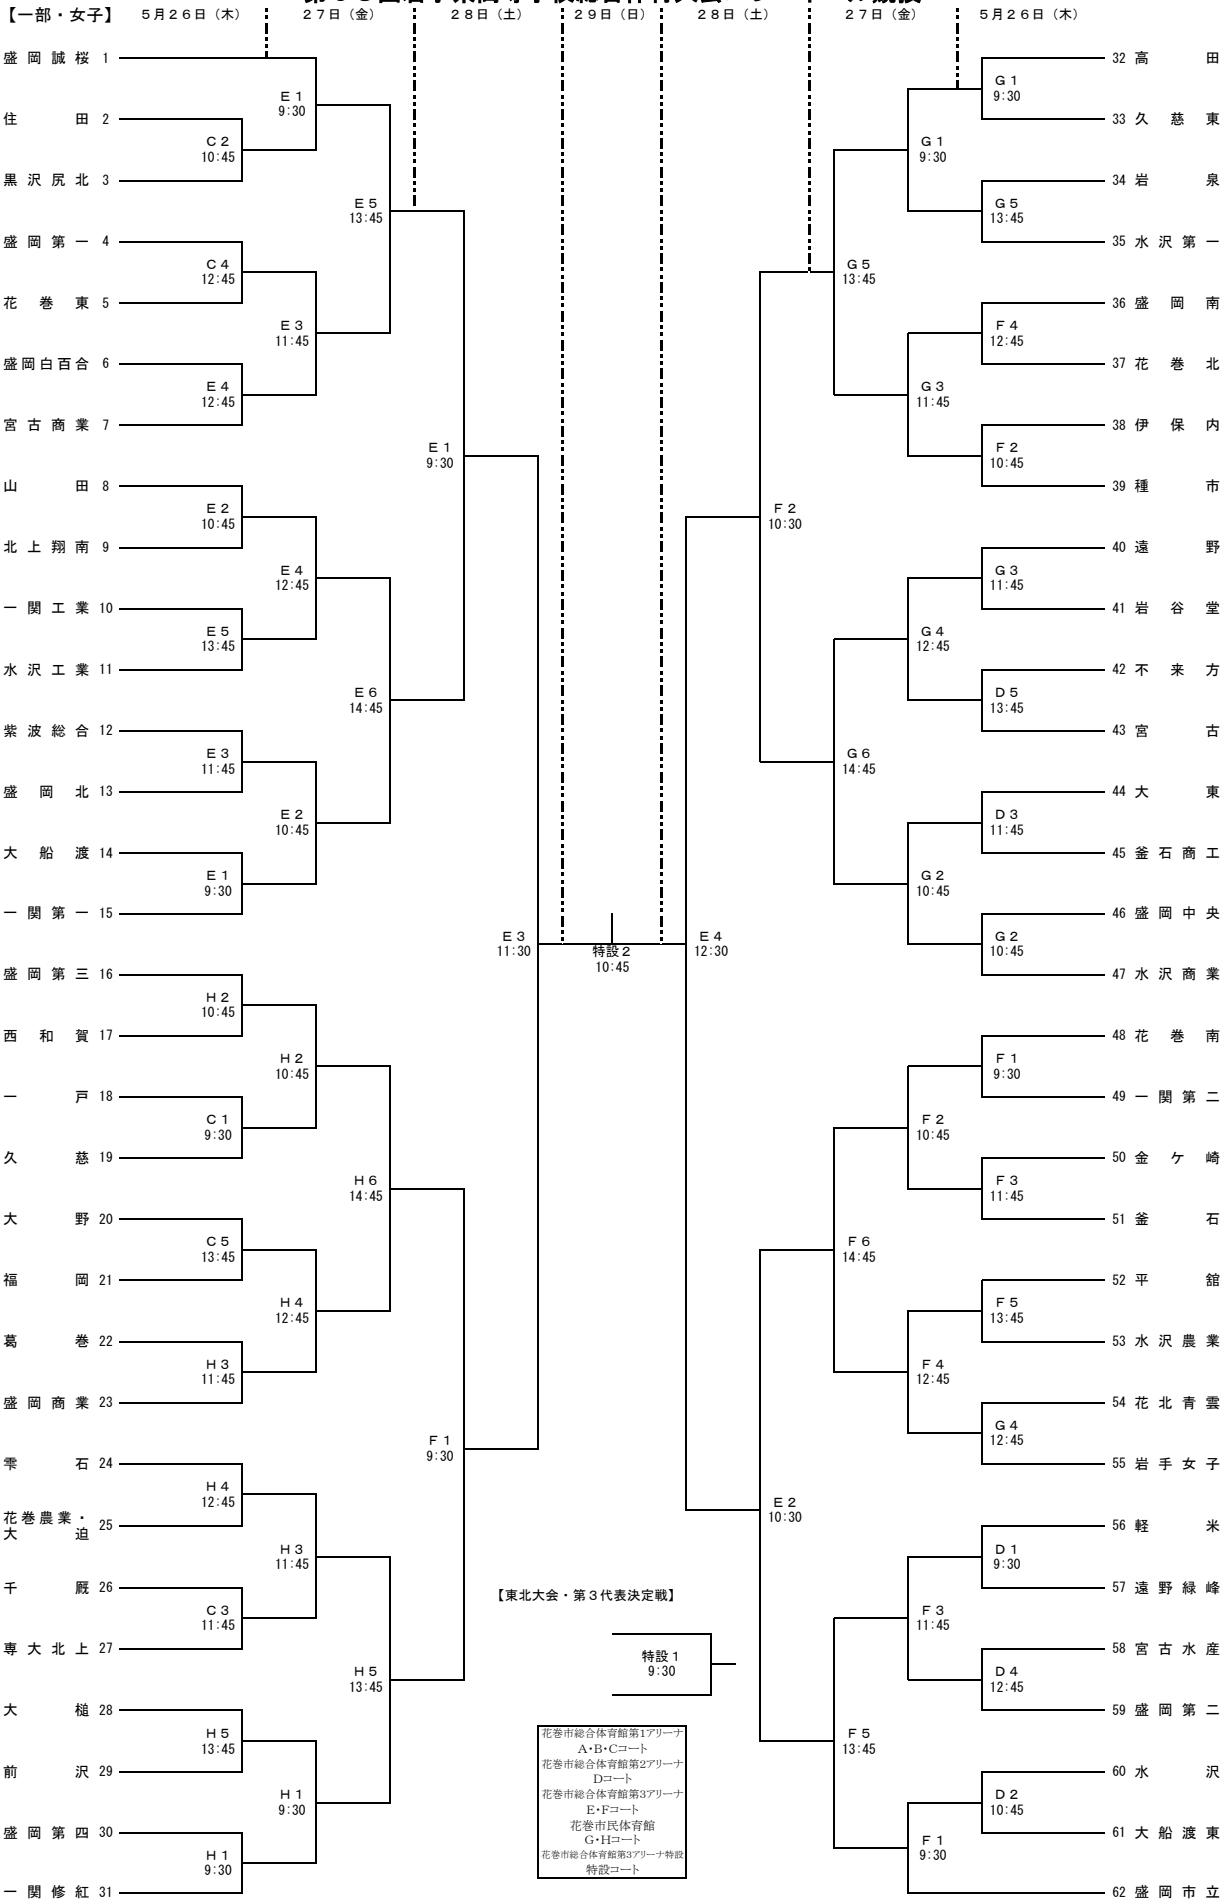 【一部・女子】 ５月２６日（木） ２７日（金） ２８日（土） ２９日（日） ２８日（土） ２７日（金） ５月２６日（木）
盛岡誠桜 1
住田 2
黒沢尻北 3
盛岡第一 4
花巻東 5
盛岡白百合 6
宮古商業 7
山田 8
北上翔南 9
一関工業 10
水沢工業 11
紫波総合 12
盛岡北 13
大船渡 14
一関第一 15
盛岡第三 16
西和賀 17
一戸 18
久慈 19
大野 20
福岡 21
葛巻 22
盛岡商業 23
雫石 24
花巻農業・
大迫 25
千厩 26
専大北上 27
大槌 28
前沢 29
盛岡第四 30
一関修紅 31
Ｃ２
10:45
Ｃ４
12:45
Ｅ４
12:45
Ｅ２
10:45
Ｅ５
13:45
Ｅ３
11:45
Ｅ１
9:30
Ｈ２
10:45
Ｃ１
9:30
Ｃ５
13:45
Ｈ３
11:45
Ｈ４
12:45
Ｃ３
11:45
Ｈ５
13:45
Ｈ１
9:30
Ｅ１
9:30
Ｅ３
11:45
Ｅ４
12:45
Ｅ２
10:45
Ｈ２
10:45
Ｈ４
12:45
Ｈ３
11:45
Ｈ１
9:30
Ｅ５
13:45
Ｅ６
14:45
Ｈ６
14:45
Ｈ５
13:45
Ｅ１
9:30
Ｆ１
9:30
Ｅ３
11:30
特設２
10:45
Ｅ４
12:30
Ｆ２
10:30
Ｅ２
10:30
Ｇ５
13:45
Ｇ６
14:45
Ｆ６
14:45
Ｆ５
13:45
Ｇ１
9:30
Ｇ３
11:45
Ｇ４
12:45
Ｇ２
10:45
Ｆ２
10:45
Ｆ４
12:45
Ｆ３
11:45
Ｆ１
9:30
Ｇ１
9:30
Ｇ５
13:45
Ｆ４
12:45
Ｆ２
10:45
Ｇ３
11:45
Ｄ５
13:45
Ｄ３
11:45
Ｇ２
10:45
Ｆ１
9:30
Ｆ３
11:45
Ｆ５
13:45
Ｇ４
12:45
Ｄ１
9:30
Ｄ４
12:45
Ｄ２
10:45
32 高田
33 久慈東
34 岩泉
35 水沢第一
36 盛岡南
37 花巻北
38 伊保内
39 種市
40 遠野
41 岩谷堂
42 不来方
43 宮古
44 大東
45 釜石商工
46 盛岡中央
47 水沢商業
48 花巻南
49 一関第二
50 金ケ崎
51 釜石
52 平舘
53 水沢農業
54 花北青雲
55 岩手女子
56 軽米
57 遠野緑峰
58 宮古水産
59 盛岡第二
60 水沢
61 大船渡東
62 盛岡市立
【東北大会・第３代表決定戦】
特設１
9:30
花巻市総合体育館第1アリーナ
A・B・Cコート
花巻市総合体育館第2アリーナ
Dコート
花巻市総合体育館第3アリーナ
E・Fコート
花巻市民体育館
G・Hコート
花巻市総合体育館第3アリーナ特設
特設コート